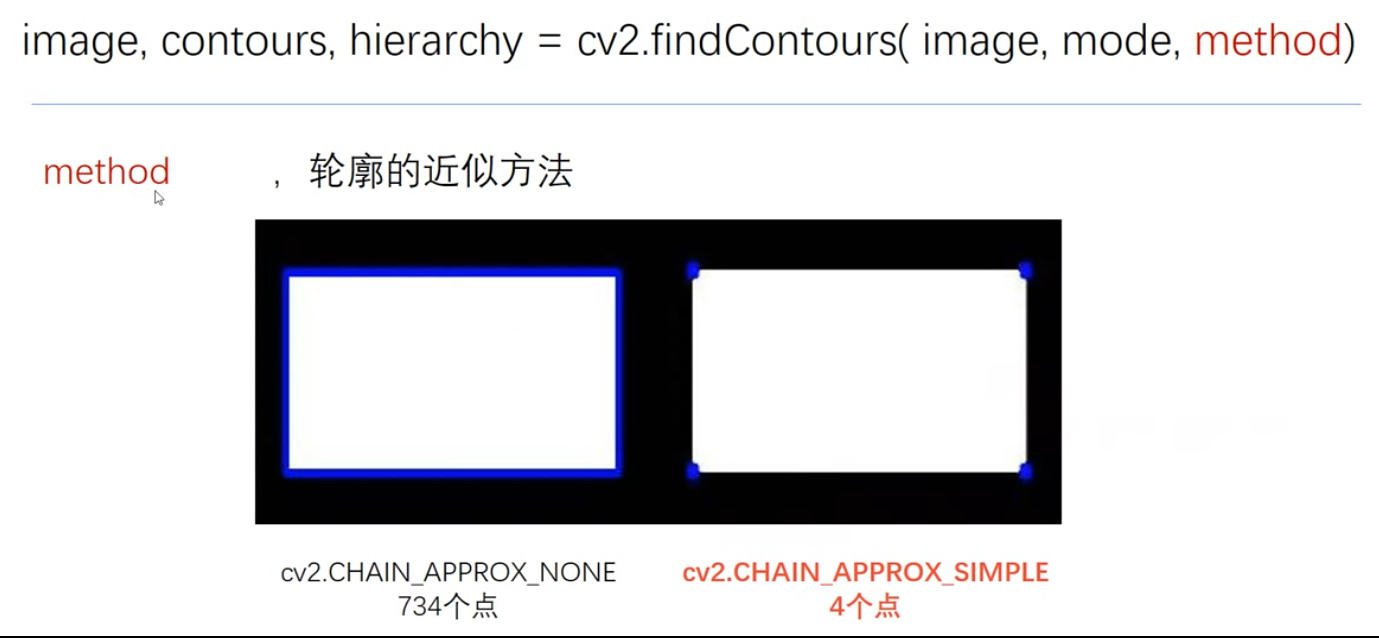 image, contours, hierarchy = cv2.findContours( image, mode, method)
method , 轮廓的近似方法
cv2.CHAIN_APPROX_NONE
734个点
cv2.CHAIN_APPROX_SIMPLE
4个点